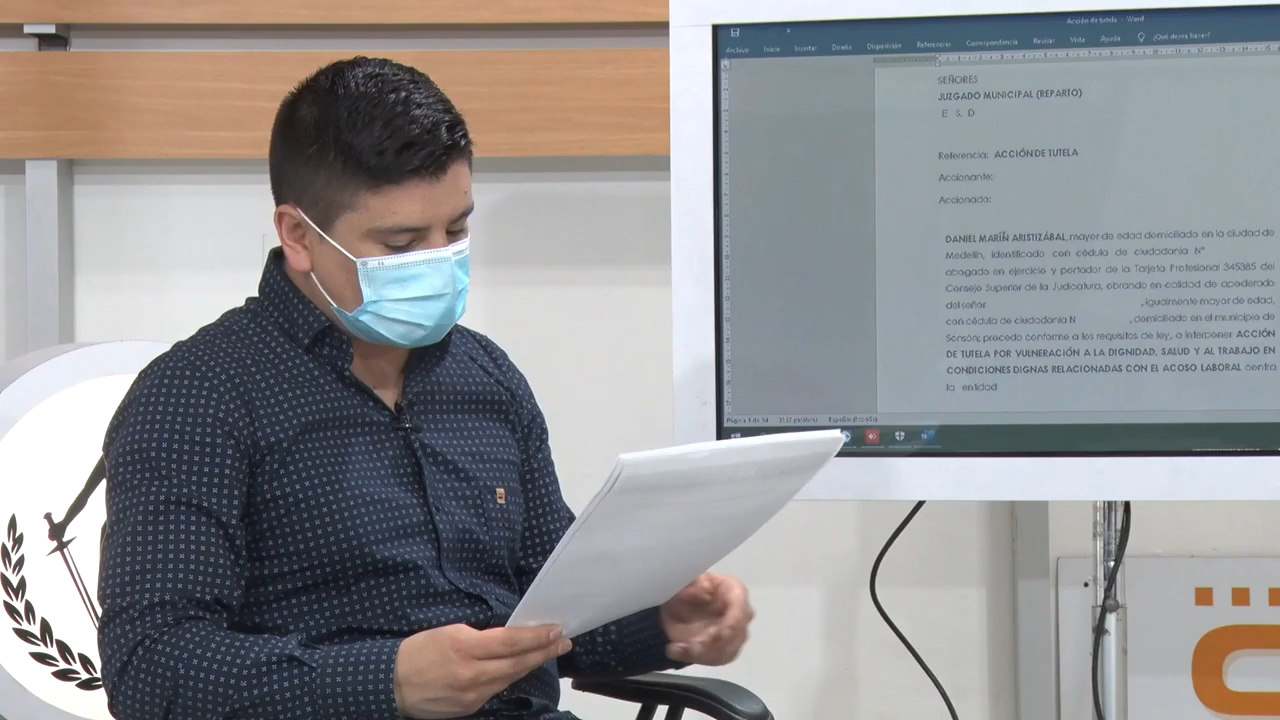 Acción de tutela - Word
Archivo Inicio Insertar Diseño Disposición Referencias Correspondencia Revisar Vista Ayuda ¿Qué desea hacer?
SEÑORES
JUZGADO MUNICIPAL (REPARTO)
E S. D
Referencia: ACCIÓN DE TUTELA
Accionante:
Accionado:
DANIEL MARÍN ARISTIZÁBAL, mayor de edad domiciliado en la ciudad de
Medellín, identificado con cédula de ciudadanía N°
abogado en ejercicio y portador de la Tarjeta Profesional 345385 del
Consejo Superior de la Judicatura, obrando en calidad de apoderado
del señor , igualmente mayor de edad,
con cédula de ciudadanía N , domiciliado en el municipio de
Sonsón; procedo conforme a los requisitos de ley, a interponer ACCIÓN
DE TUTELA POR VULNERACIÓN A LA DIGNIDAD, SALUD Y AL TRABAJO EN
CONDICIONES DIGNAS RELACIONADAS CON EL ACOSO LABORAL contra
la entidad